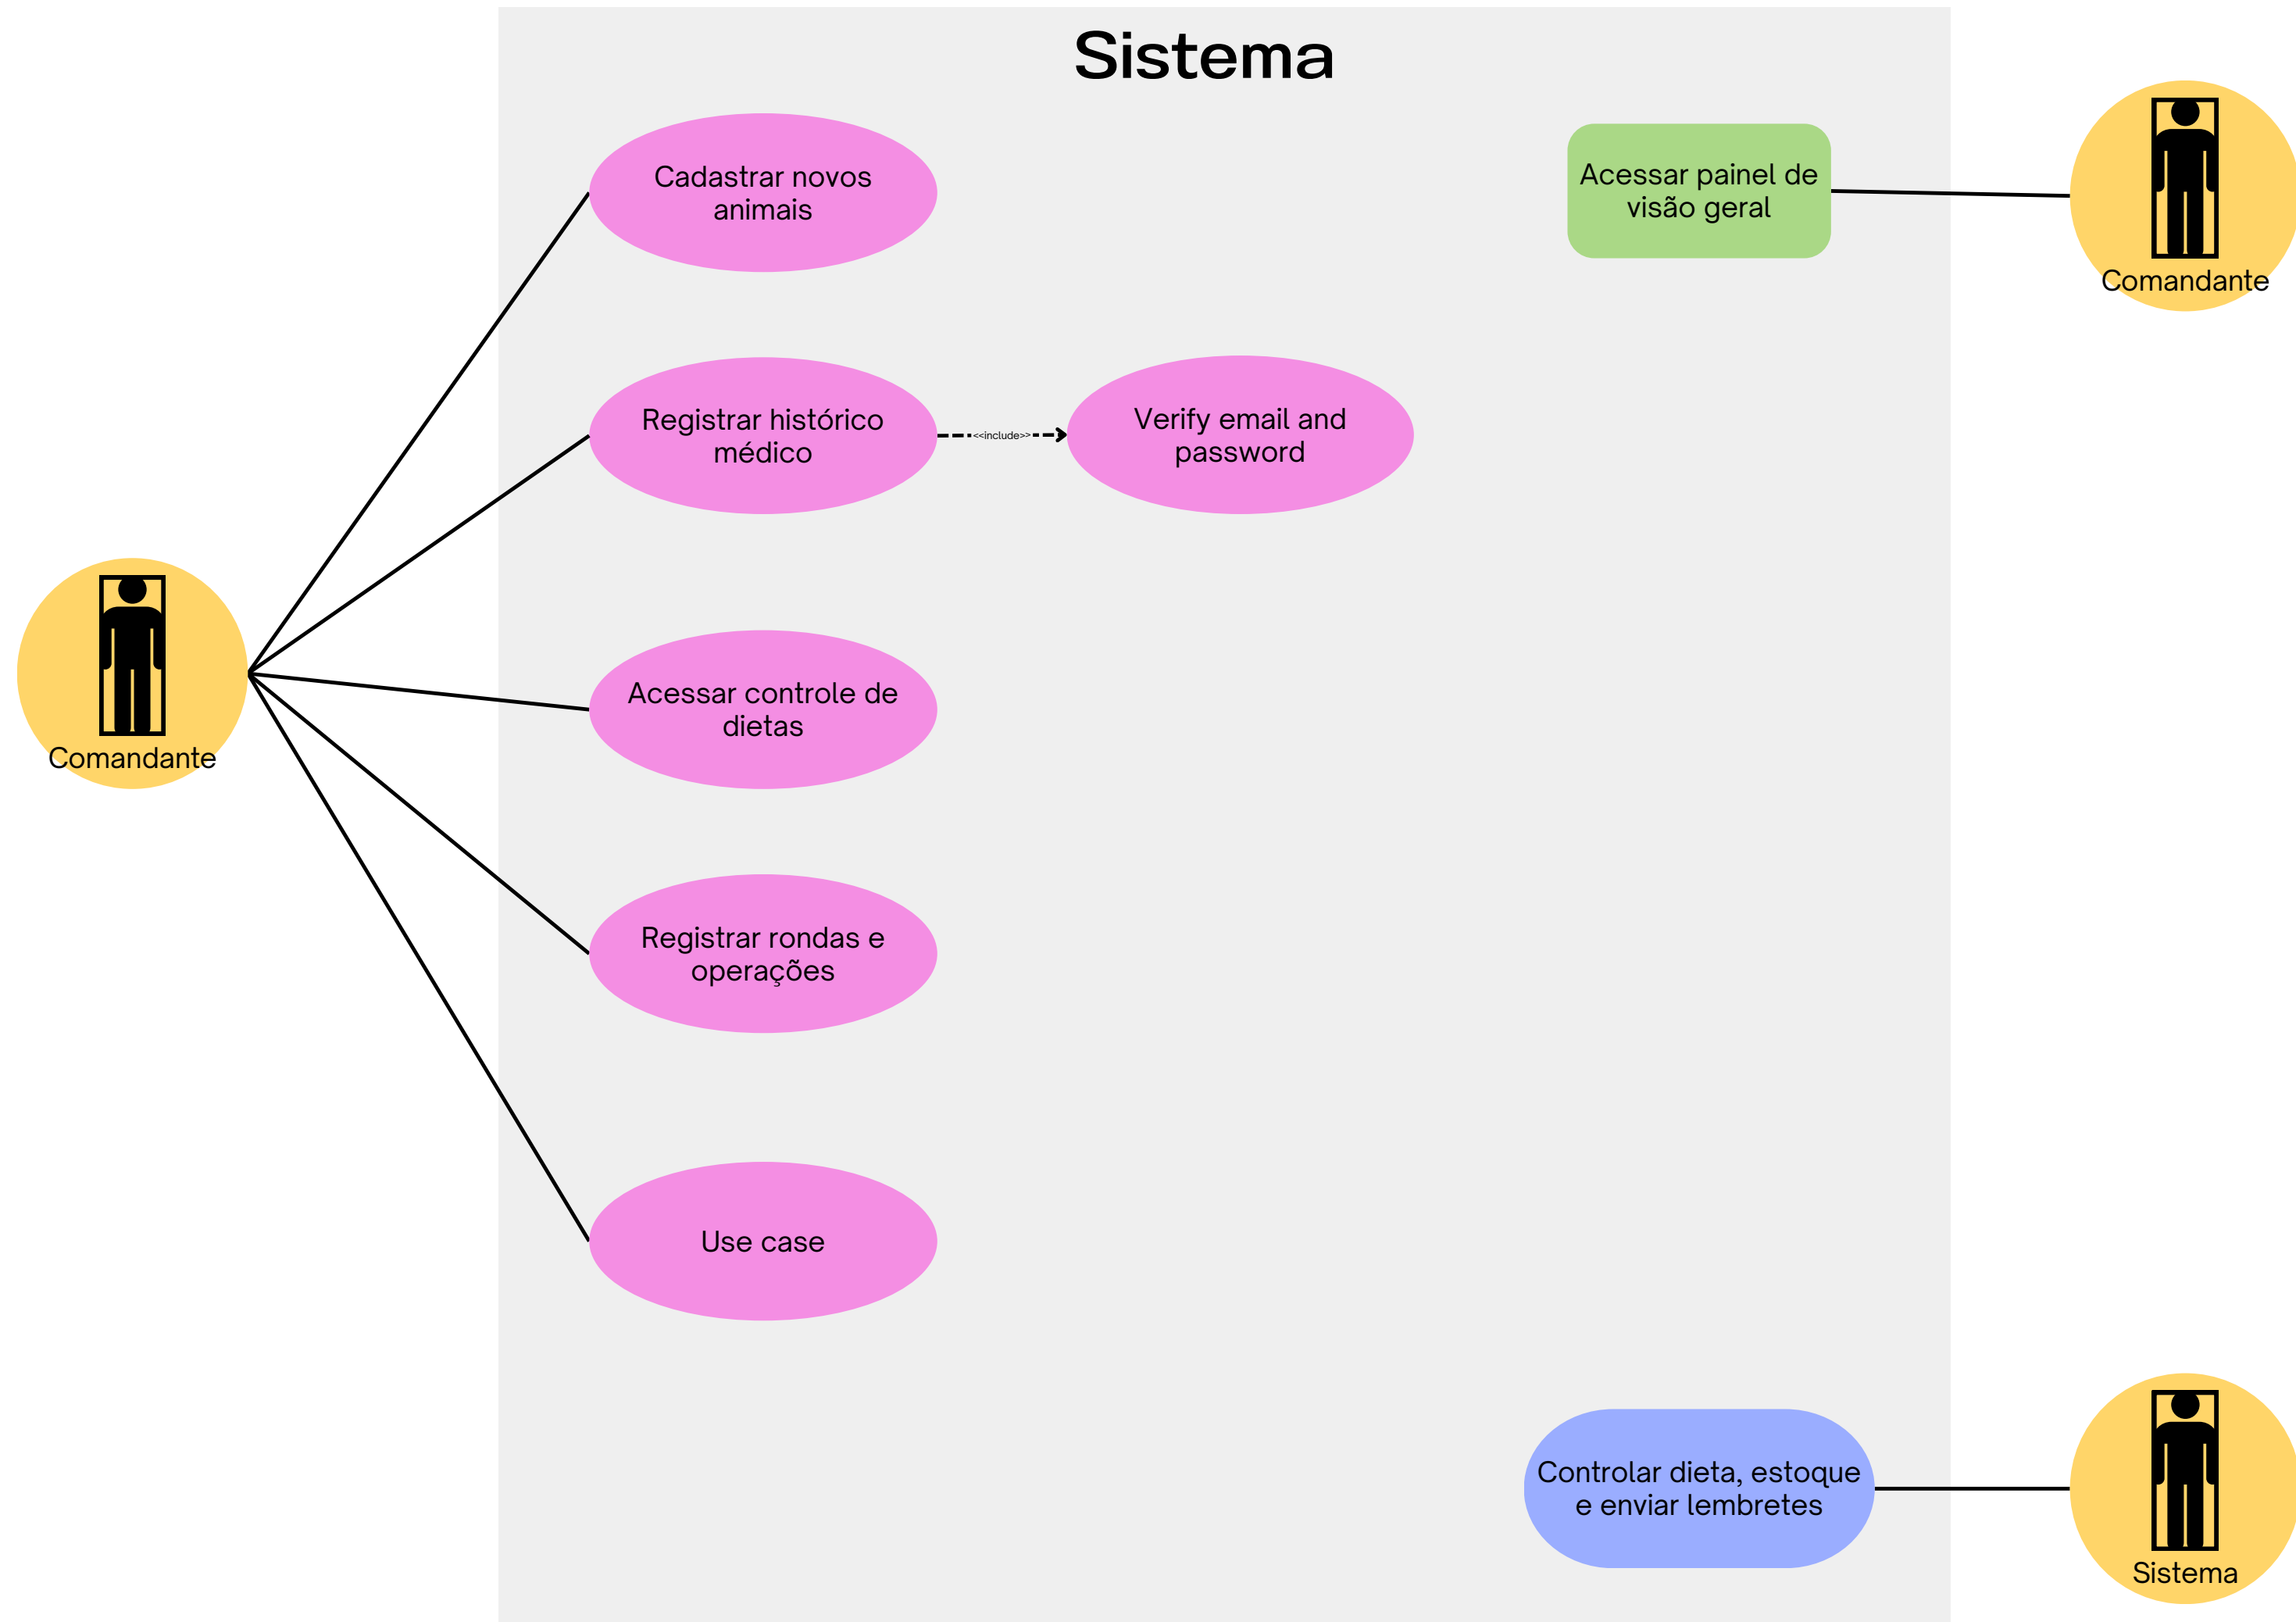 Sistema
Cadastrar novos
animais
Acessar painel de
visão geral
Comandante
Registrar histórico
médico
<<include>>
Verify email and
password
Comandante
Acessar controle de
dietas
Registrar rondas e
operações
Use case
Controlar dieta, estoque
e enviar lembretes
Sistema